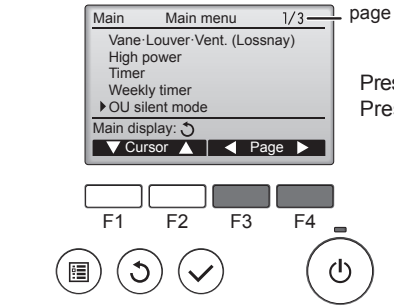 Main Main menu 1/3 page
Vane·Louver·Vent. (Lossnay)
High power
Timer
Weekly timer
OU silent mode
Main display:
Cursor Page
F1 F2 F3 F4